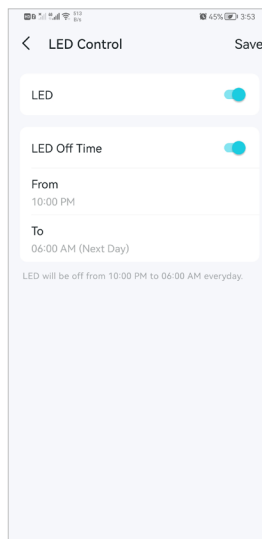 513
B/s
45%
3:53
LED Control
Save
LED
LED Off Time
From
10:00 PM
To
06:00 AM (Next Day)
LED will be off from 10:00 PM to 06:00 AM everyday.